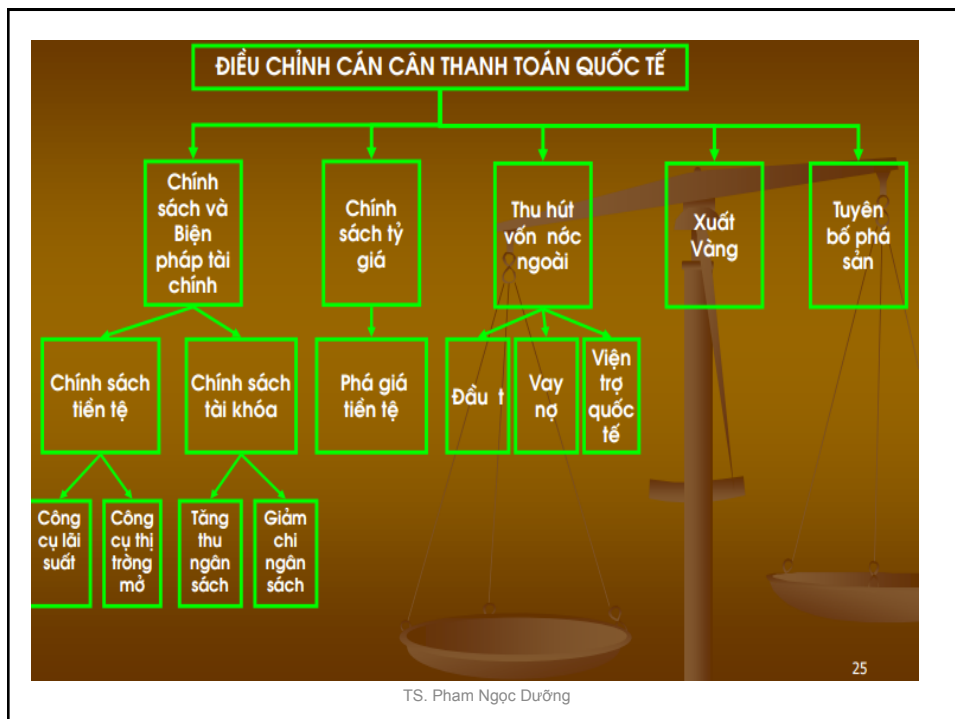 ĐIỀU CHỈNH CÁN CÂN THANH TOÁN QUỐC TẾ
Chính
sách và
Biện
pháp tài
chính
Chính
sách tỷ
giá
Thu hút
vốn nớc
ngoài
Xuất
Vàng
Tuyên
bố phá
sản
Chính sách
tiền tệ
Chính sách
tài khóa
Phá giá
tiền tệ
Đầu t
Vay
nợ
Viện
trợ
quốc
tế
Công
cụ lãi
suất
Công
cụ thị
trờng
mở
Tăng
thu
ngân
sách
Giảm
chi
ngân
sách
25
TS. Pham Ngọc Dưỡng